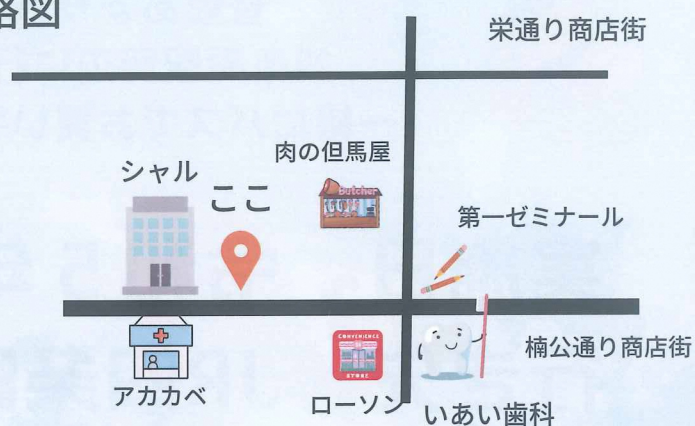 略図
栄通り商店街
肉の但馬屋
シャル
ここ
Butcher
第一ゼミナール
CONVENIENCE
STORE
楠公通り商店街
アカカベ
ローソン
いあい歯科